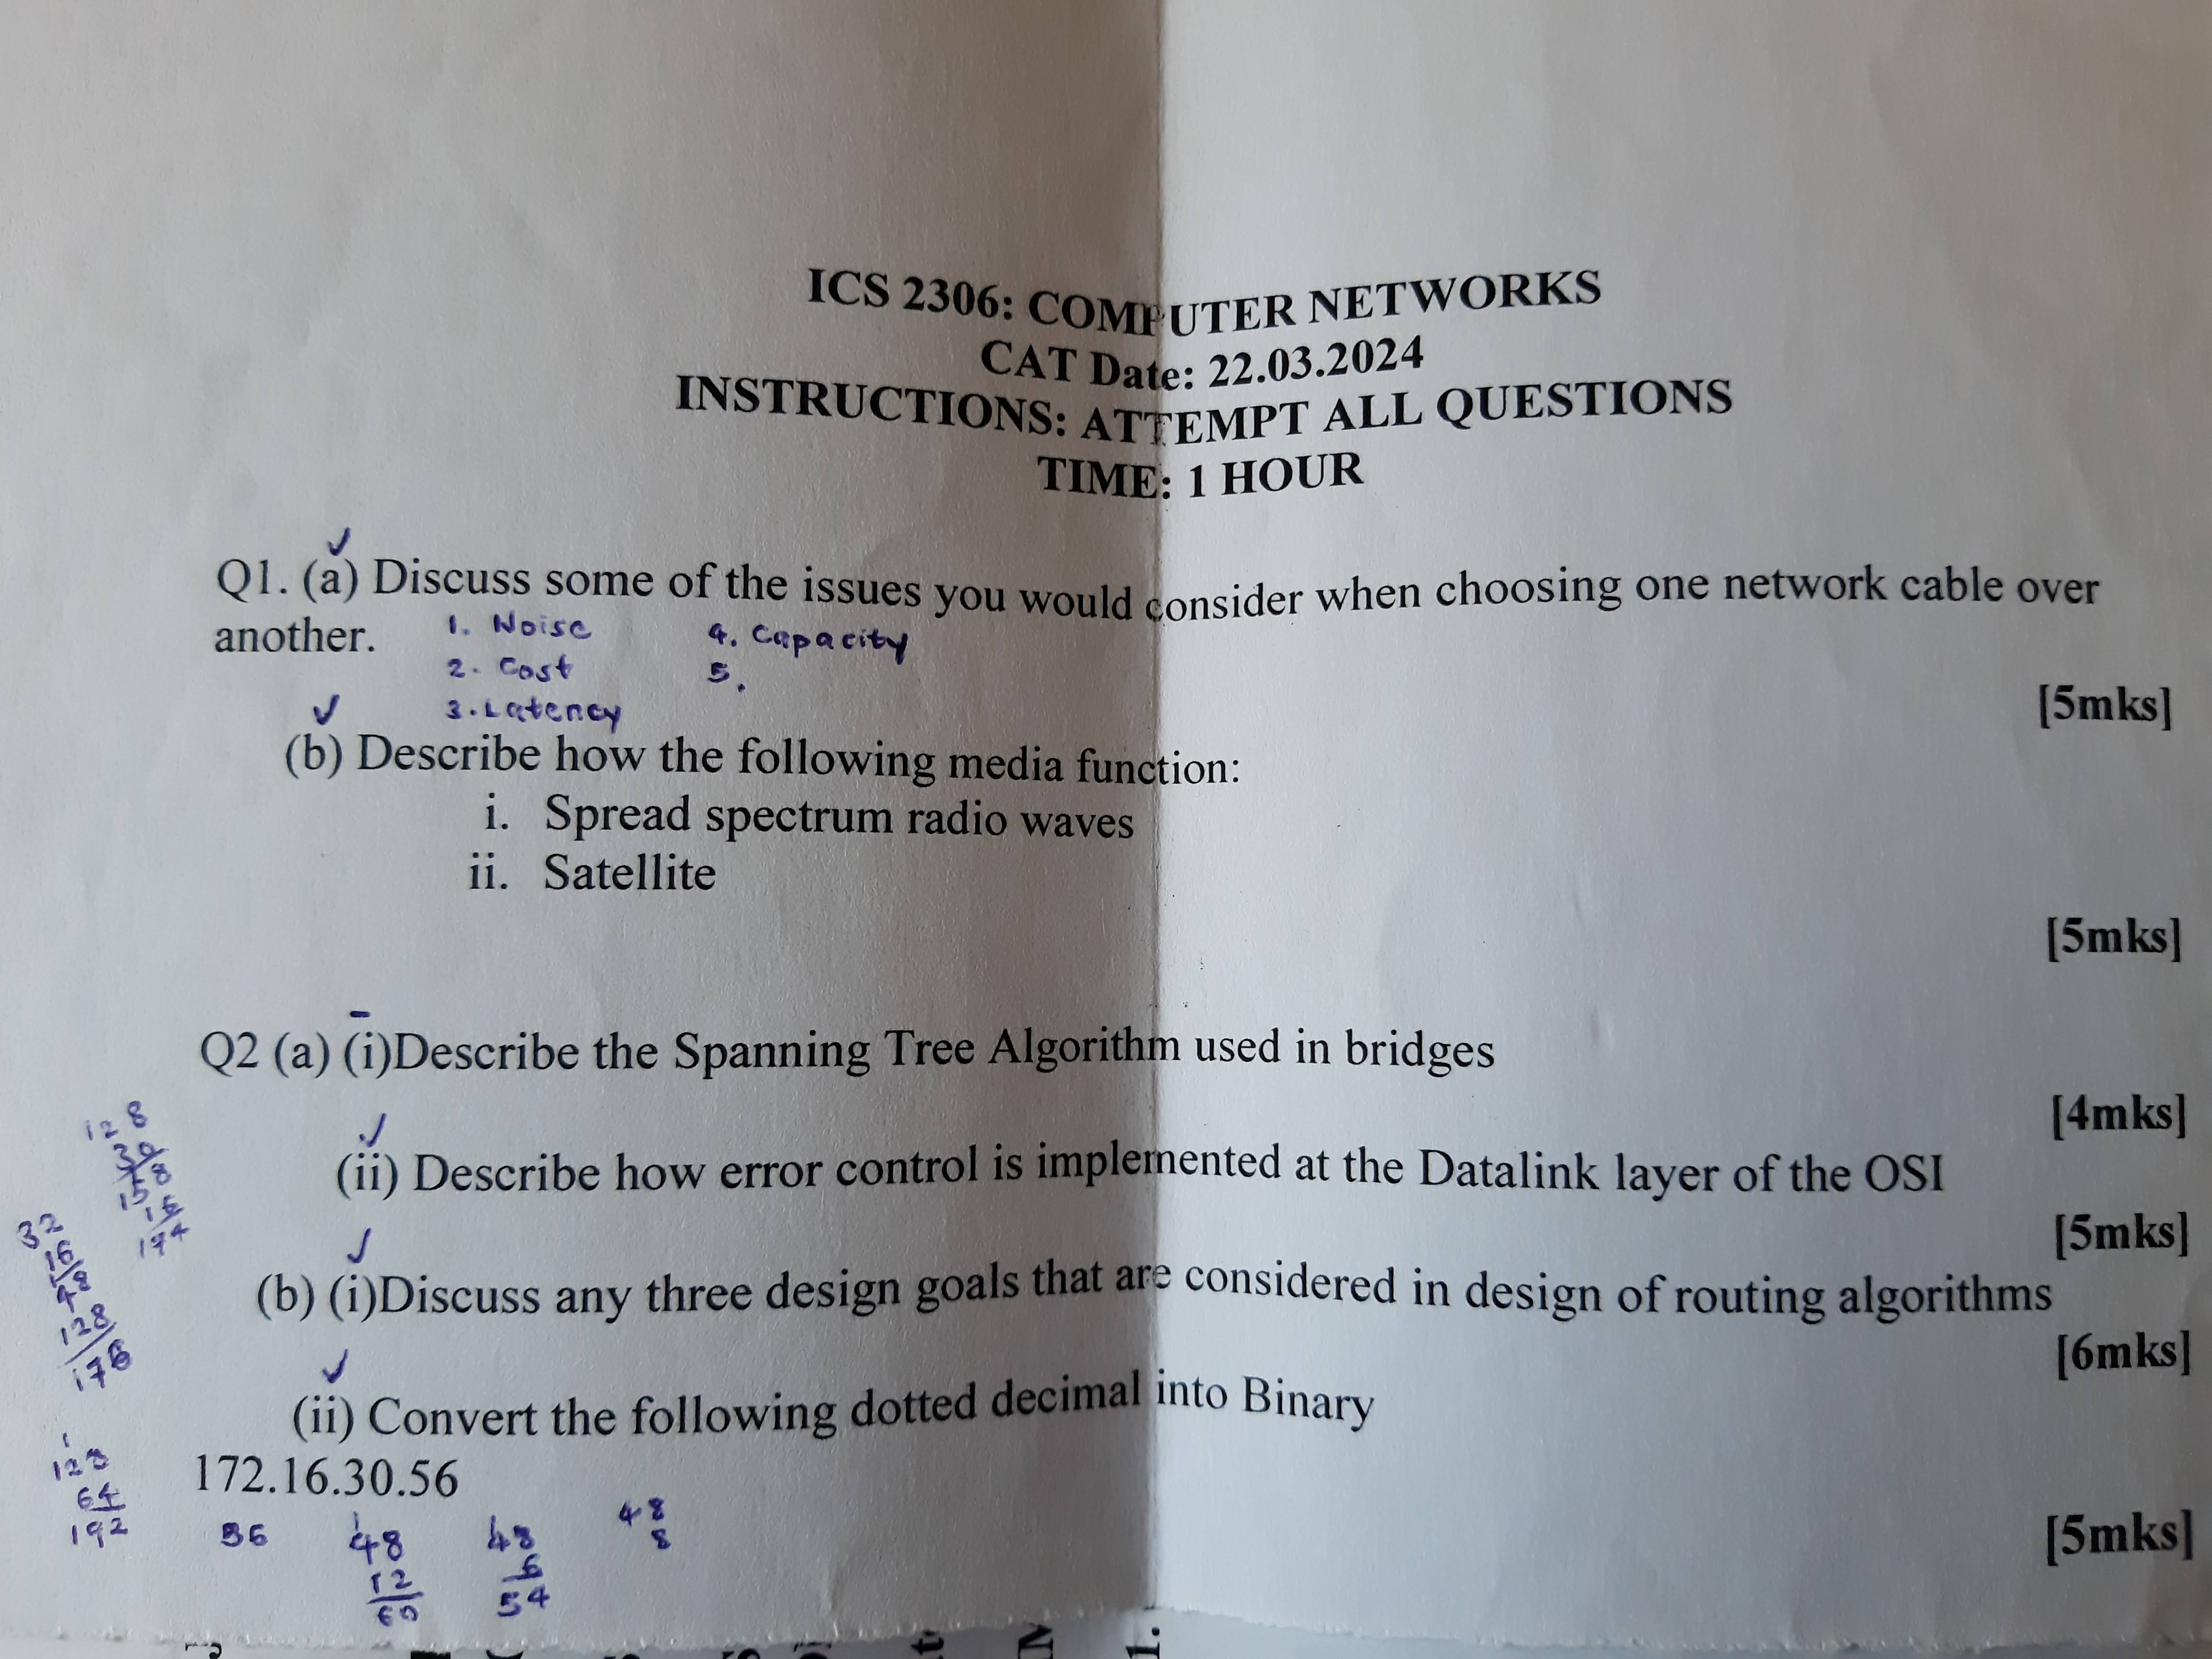 ICS 2306: COMPUTER NETWORKS
CAT Date: 22.03.2024
INSTRUCTIONS: ATTEMPT ALL QUESTIONS
TIME: 1 HOUR
Q1. (a) Discuss some of the issues you would consider when choosing one network cable over
another.
1. Noise
2. Cost
3. Latency
4. Capacity
5.
[5mks]
(b) Describe how the following media function:
i. Spread spectrum radio waves
ii. Satellite
[5mks]
Q2 (a) (i)Describe the Spanning Tree Algorithm used in bridges
[4mks]
(ii) Describe how error control is implemented at the Datalink layer of the OSI
[5mks]
(b) (i)Discuss any three design goals that are considered in design of routing algorithms
[6mks]
(ii) Convert the following dotted decimal into Binary
172.16.30.56
[5mks]
128
30
158
16
174
32
16
48
128
176
128
64
192
56
48
12
60
48
6
54
48
8